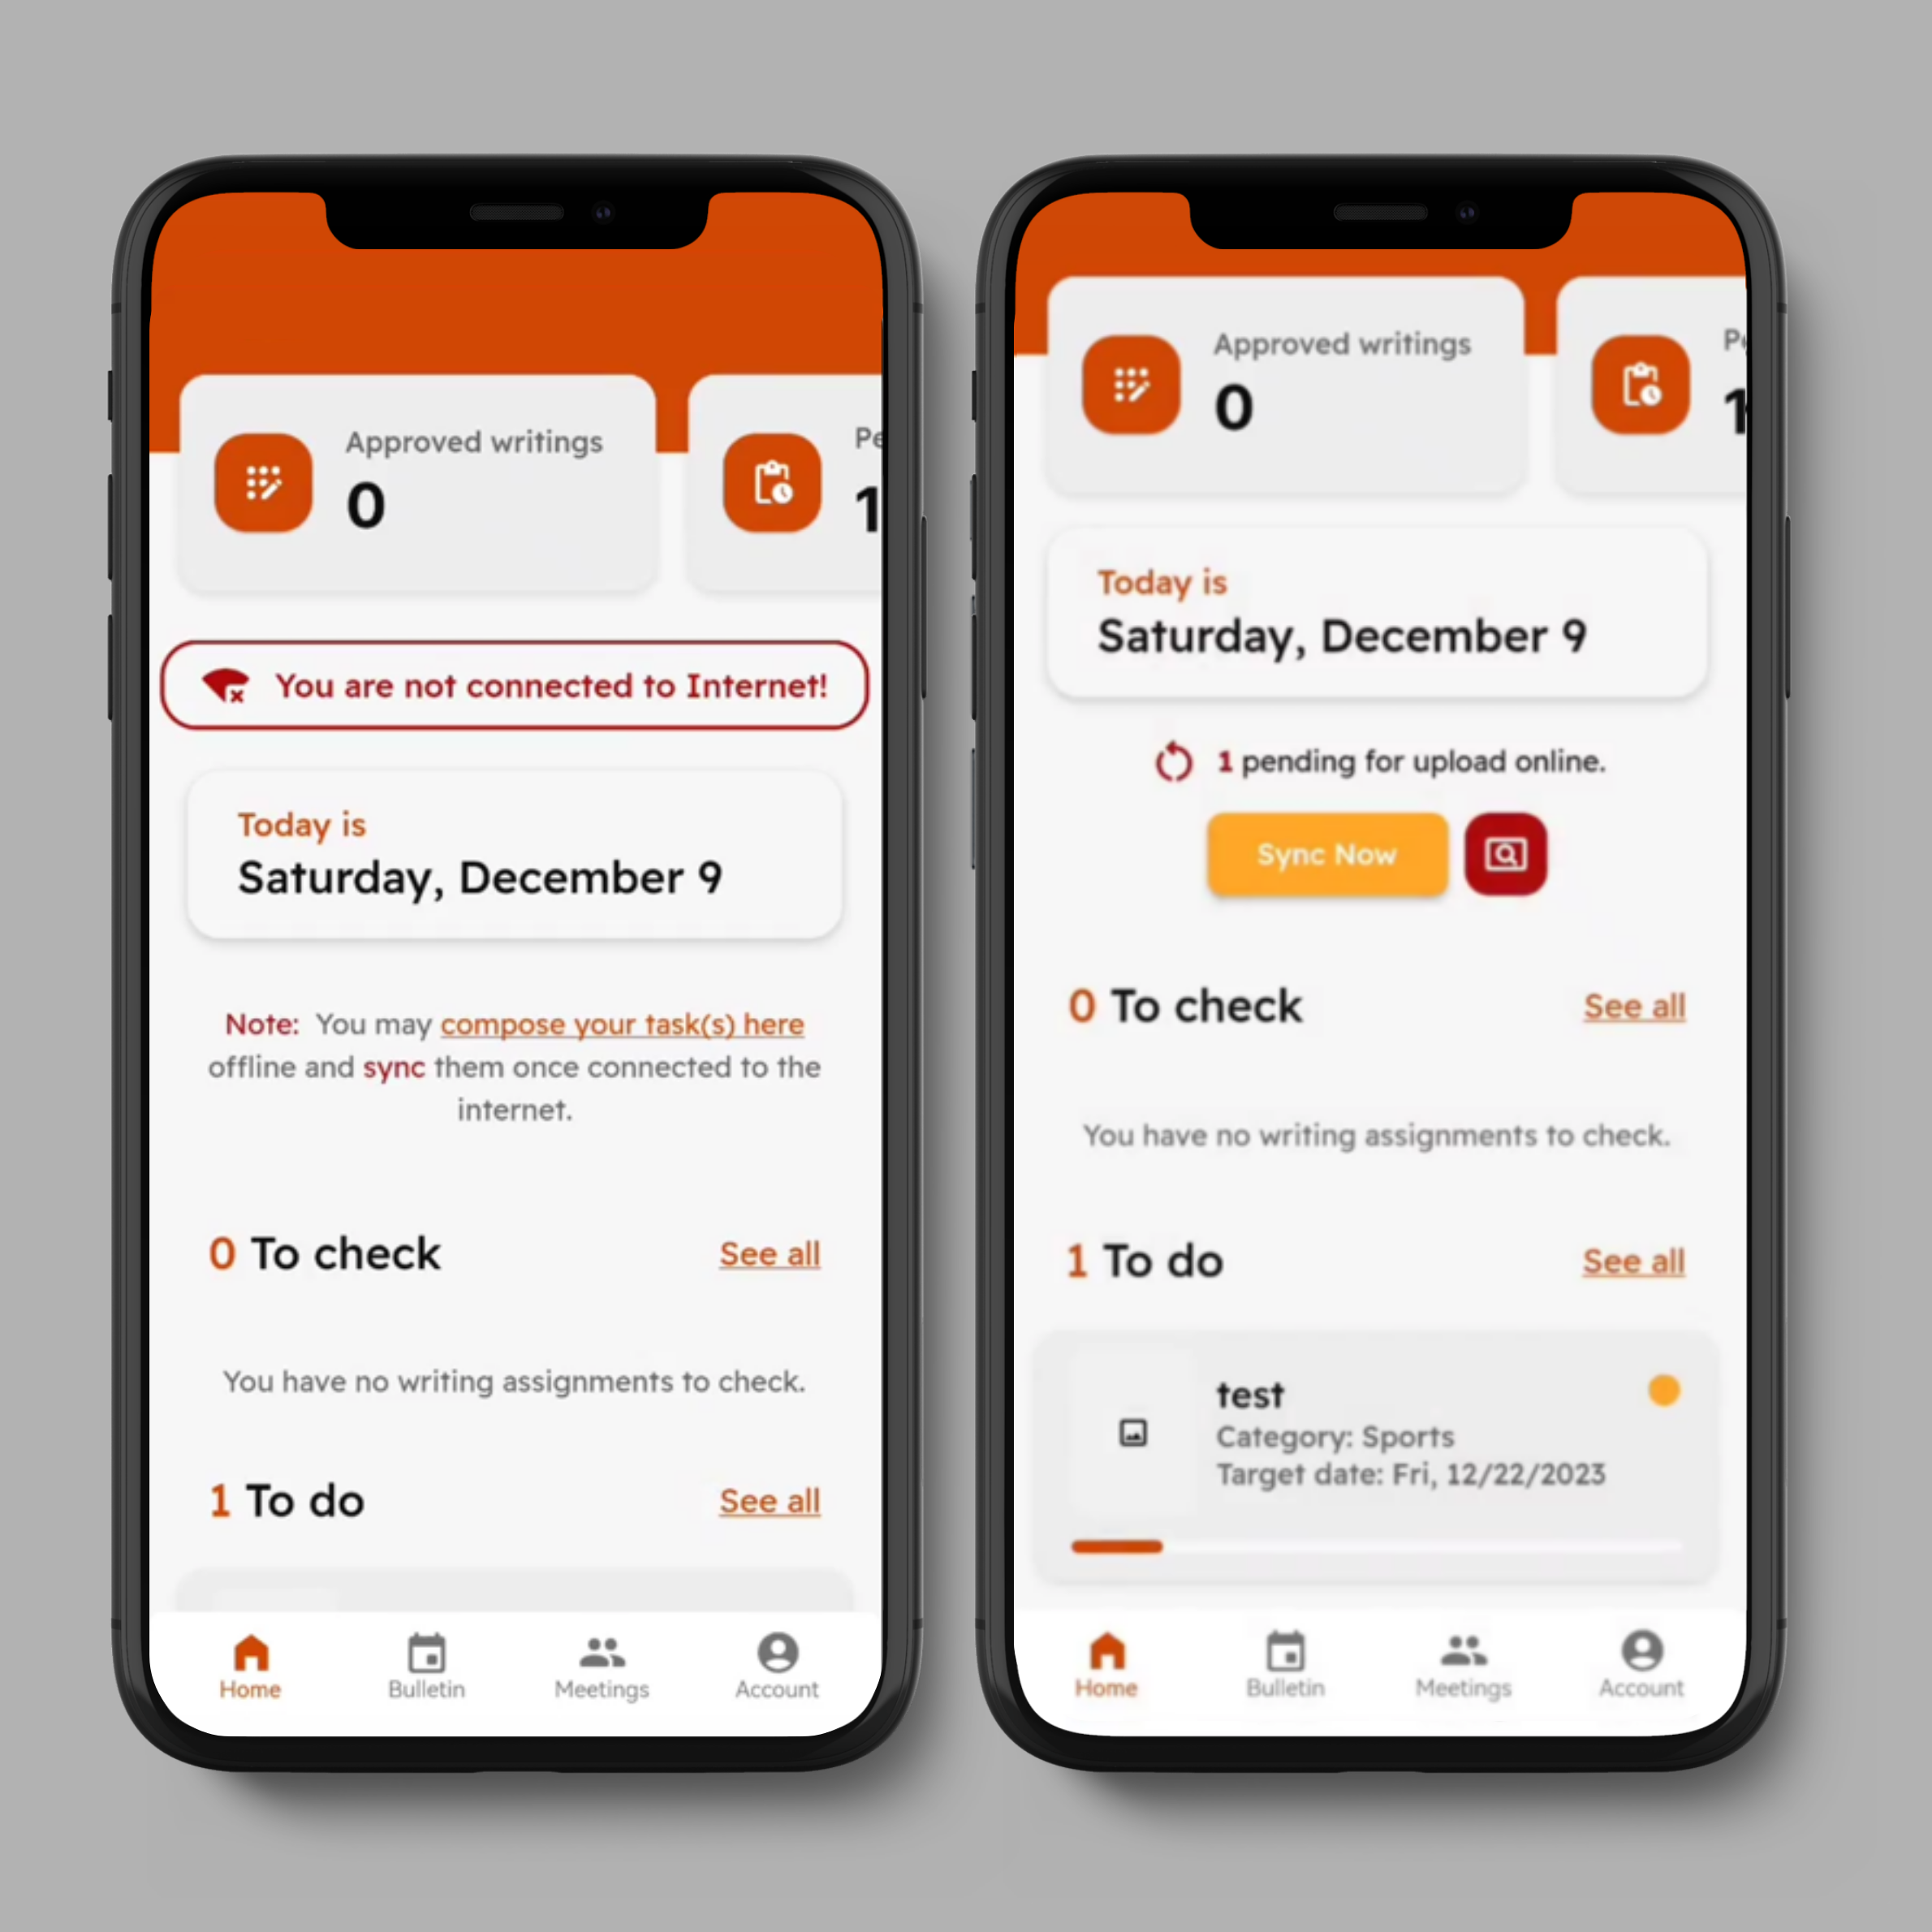 Approved writings
0
Pe
1
You are not connected to Internet!
Today is
Saturday, December 9
Note: You may compose your task(s) here
offline and sync them once connected to the
internet.
0 To check
See all
You have no writing assignments to check.
1 To do
See all
Home
Bulletin
Meetings
Account
Approved writings
0
1
Today is
Saturday, December 9
1 pending for upload online.
Sync Now
0 To check
See all
You have no writing assignments to check.
1 To do
See all
test
Category: Sports
Target date: Fri, 12/22/2023
Home
Bulletin
Meetings
Account